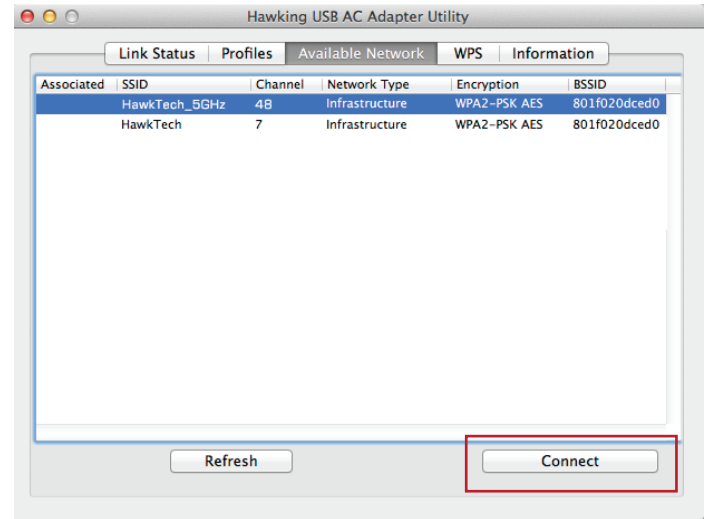 Hawking USB AC Adapter Utility
Link Status Profiles Available Network WPS Information
Associated SSID Channel Network Type Encryption BSSID
HawkTech_5GHz 48 Infrastructure WPA2-PSK AES 801f020dced0
HawkTech 7 Infrastructure WPA2-PSK AES 801f020dced0
Refresh Connect